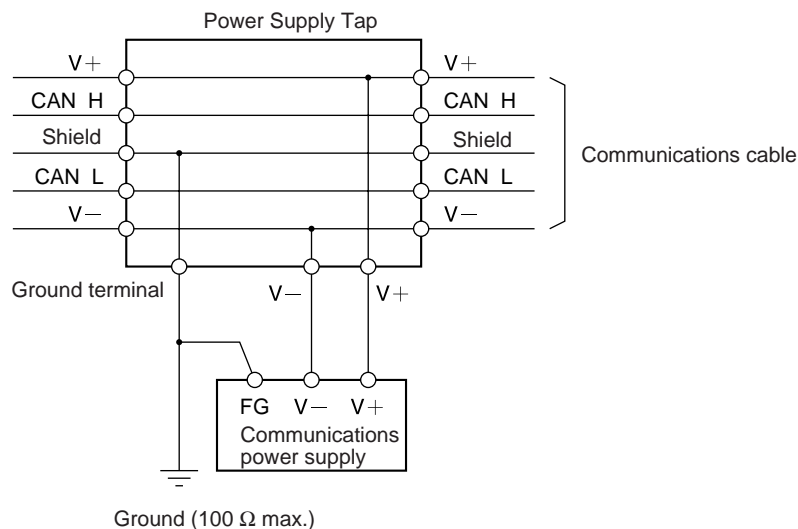 Power Supply Tap
V+ V+
CAN H CAN H
Shield Shield
Communications cable
CAN L CAN L
V− V−
Ground terminal
V− V+
FG V− V+
Communications
power supply
Ground (100 Ω max.)